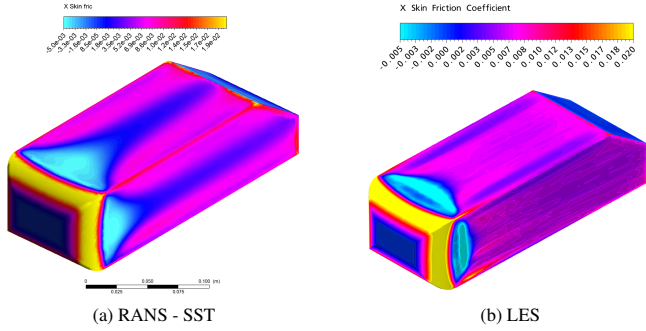 X Skin fric
-5.0e-03
-3.3e-03
-1.6e-03
8.5e-05
1.8e-03
3.5e-03
5.2e-03
6.9e-03
8.6e-03
1.0e-02
1.2e-02
1.4e-02
1.5e-02
1.7e-02
1.9e-02
X Skin Friction Coefficient
-0.005
-0.003
-0.002
0.000
0.002
0.003
0.005
0.007
0.008
0.010
0.012
0.013
0.015
0.017
0.018
0.020
0 0.050 0.100 (m)
0.025 0.075
(a) RANS - SST
(b) LES